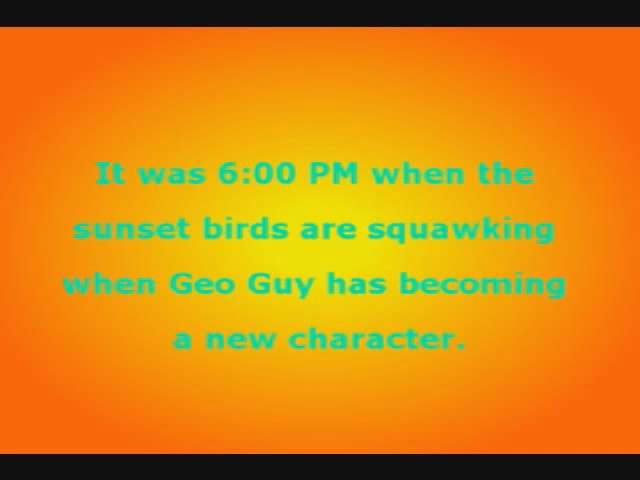 It was 6:00 PM when the
sunset birds are squawking
when Geo Guy has becoming
a new character.